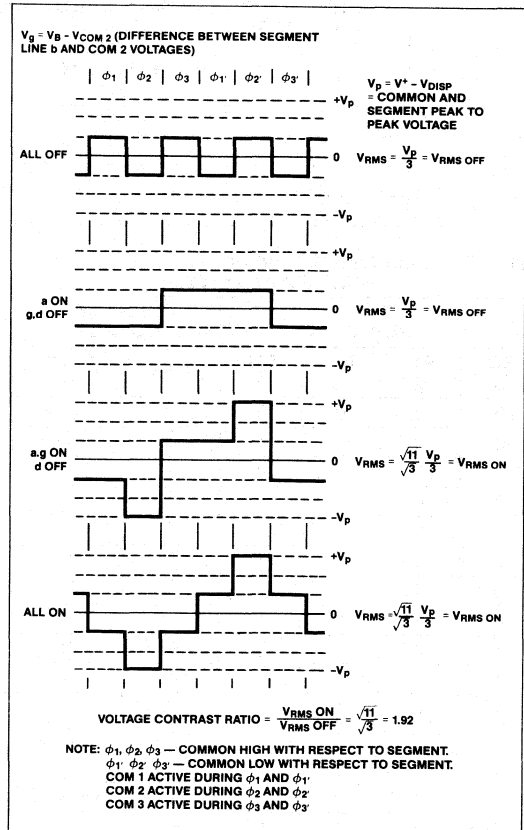 Vg = VB - VCOM 2 (DIFFERENCE BETWEEN SEGMENT
LINE b AND COM 2 VOLTAGES)
ϕ1 ϕ2 ϕ3 ϕ1' ϕ2' ϕ3'
VP = V+ - VDISP
= COMMON AND
SEGMENT PEAK TO
PEAK VOLTAGE
+Vp
ALL OFF
0
VRMS = Vp/3 = VRMS OFF
-Vp
+Vp
a ON
g,d OFF
0
VRMS = Vp/3 = VRMS OFF
-Vp
+Vp
a.g ON
d OFF
0
VRMS = √11/√3 Vp/3 = VRMS ON
-Vp
+Vp
ALL ON
0
VRMS = √11/√3 Vp/3 = VRMS ON
-Vp
VOLTAGE CONTRAST RATIO = VRMS ON/VRMS OFF = √11/√3 = 1.92
NOTE: ϕ1, ϕ2, ϕ3 — COMMON HIGH WITH RESPECT TO SEGMENT.
ϕ1' ϕ2' ϕ3' — COMMON LOW WITH RESPECT TO SEGMENT.
COM 1 ACTIVE DURING ϕ1 AND ϕ1'
COM 2 ACTIVE DURING ϕ2 AND ϕ2'
COM 3 ACTIVE DURING ϕ3 AND ϕ3'